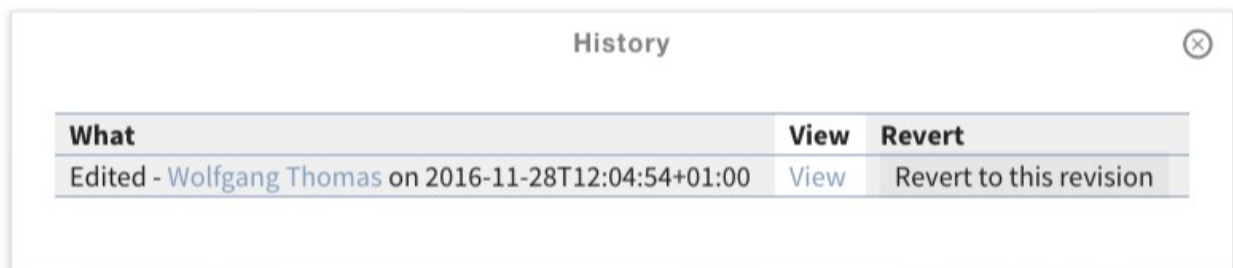 History
What View Revert
Edited - Wolfgang Thomas on 2016-11-28T12:04:54+01:00 View Revert to this revision